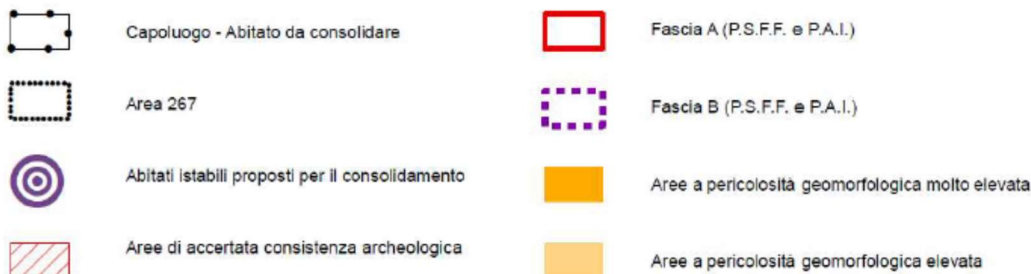 Capoluogo - Abitato da consolidare
Area 267
Abitati istabili proposti per il consolidamento
Aree di accertata consistenza archeologica
Fascia A (P.S.F.F. e P.A.I.)
Fascia B (P.S.F.F. e P.A.I.)
Aree a pericolosità geomorfologica molto elevata
Aree a pericolosità geomorfologica elevata